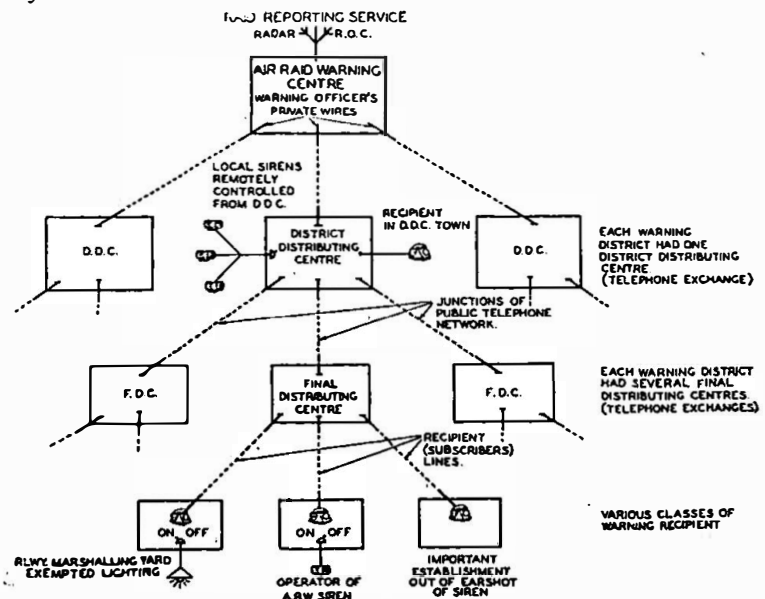 RAID REPORTING SERVICE
RADAR R.O.C.
AIR RAID WARNING
CENTRE
WARNING OFFICER'S
PRIVATE WIRES
LOCAL SIRENS
REMOTELY
CONTROLLED
FROM D.D.C.
RECIPIENT
IN D.D.C. TOWN
D.D.C.
DISTRICT
DISTRIBUTING
CENTRE
D.D.C.
EACH WARNING
DISTRICT HAD ONE
DISTRICT DISTRIBUTING
CENTRE
(TELEPHONE EXCHANGE)
JUNCTIONS OF
PUBLIC TELEPHONE
NETWORK.
F.D.C.
FINAL
DISTRIBUTING
CENTRE
F.D.C.
EACH WARNING DISTRICT
HAD SEVERAL FINAL
DISTRIBUTING CENTRES.
(TELEPHONE EXCHANGES)
RECIPIENT
(SUBSCRIBERS)
LINES.
ON OFF
ON OFF
VARIOUS CLASSES OF
WARNING RECIPIENT
RLWY. MARSHALLING YARD
EXEMPTED LIGHTING
OPERATOR OF
A.R.W. SIREN
IMPORTANT
ESTABLISHMENT
OUT OF EARSHOT
OF SIREN